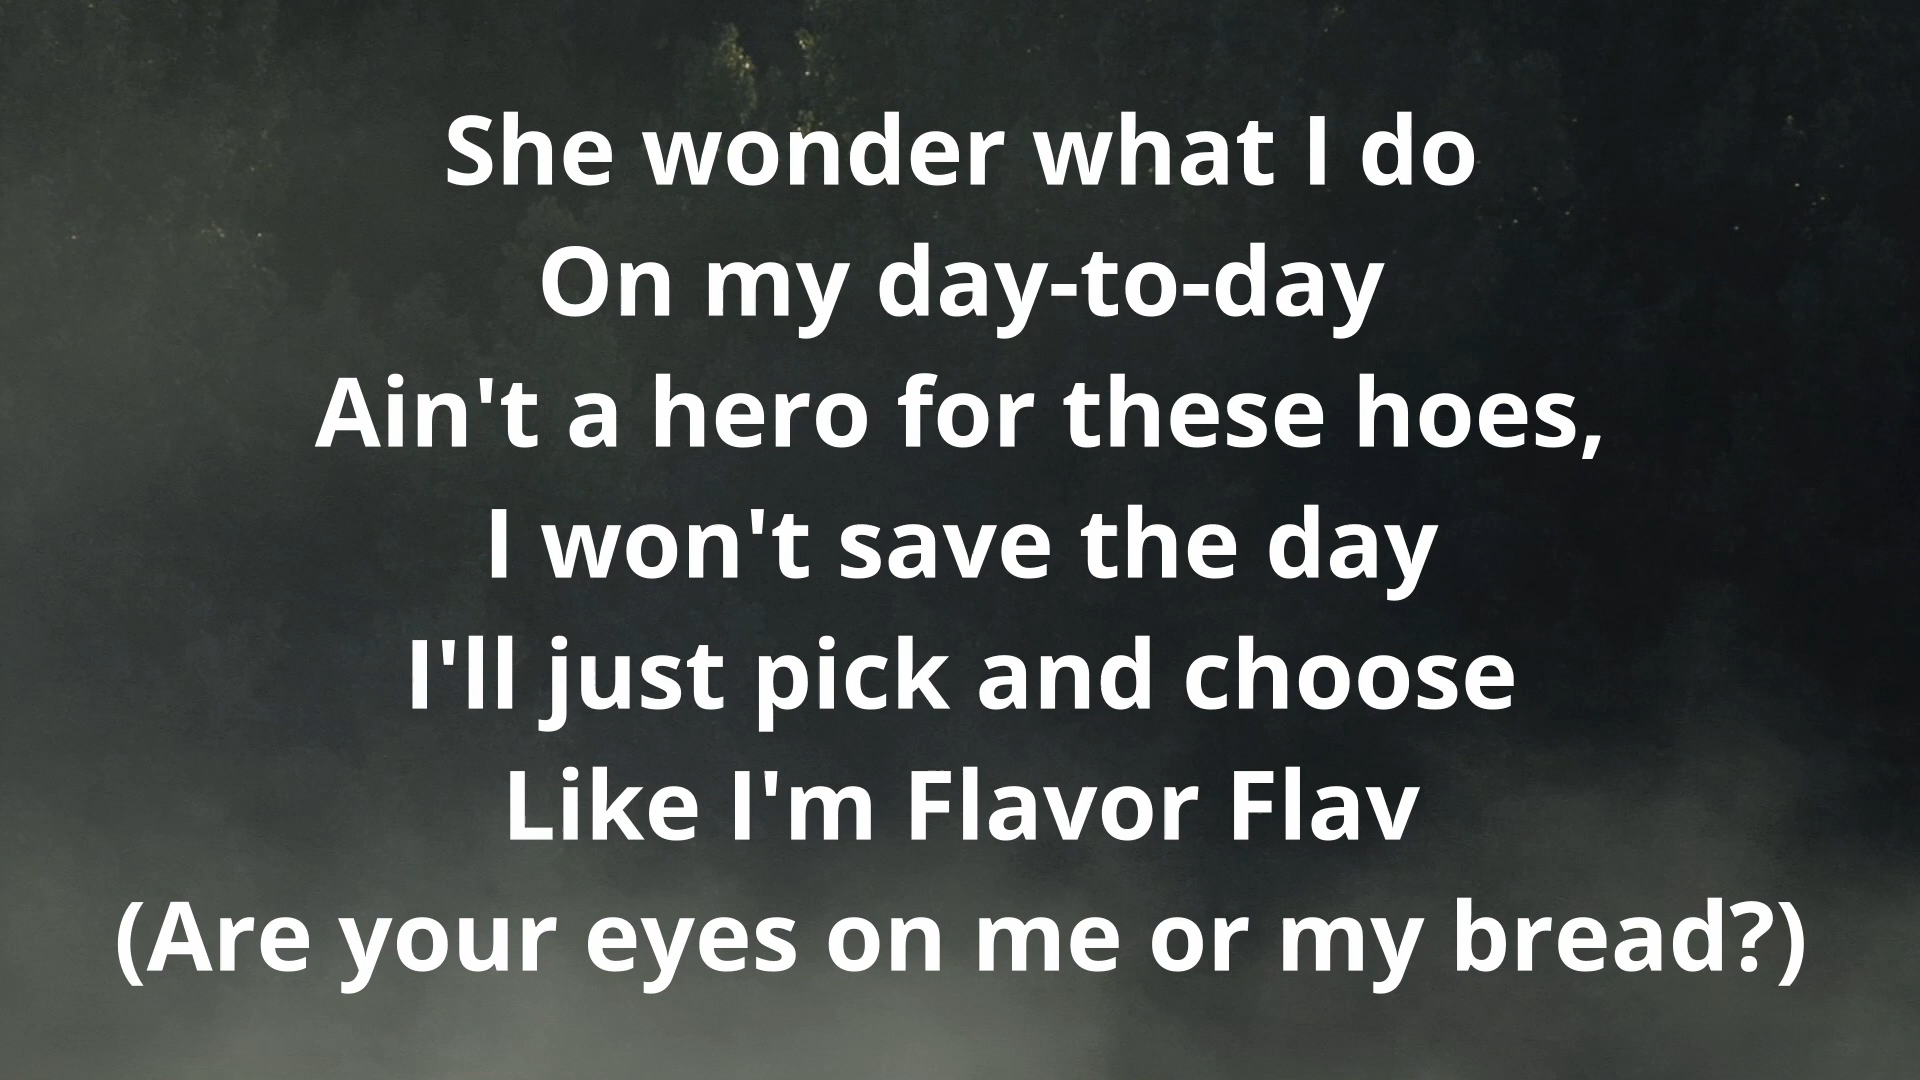 She wonder what I do
On my day-to-day
Ain't a hero for these hoes,
I won't save the day
I'll just pick and choose
Like I'm Flavor Flav
(Are your eyes on me or my bread?)